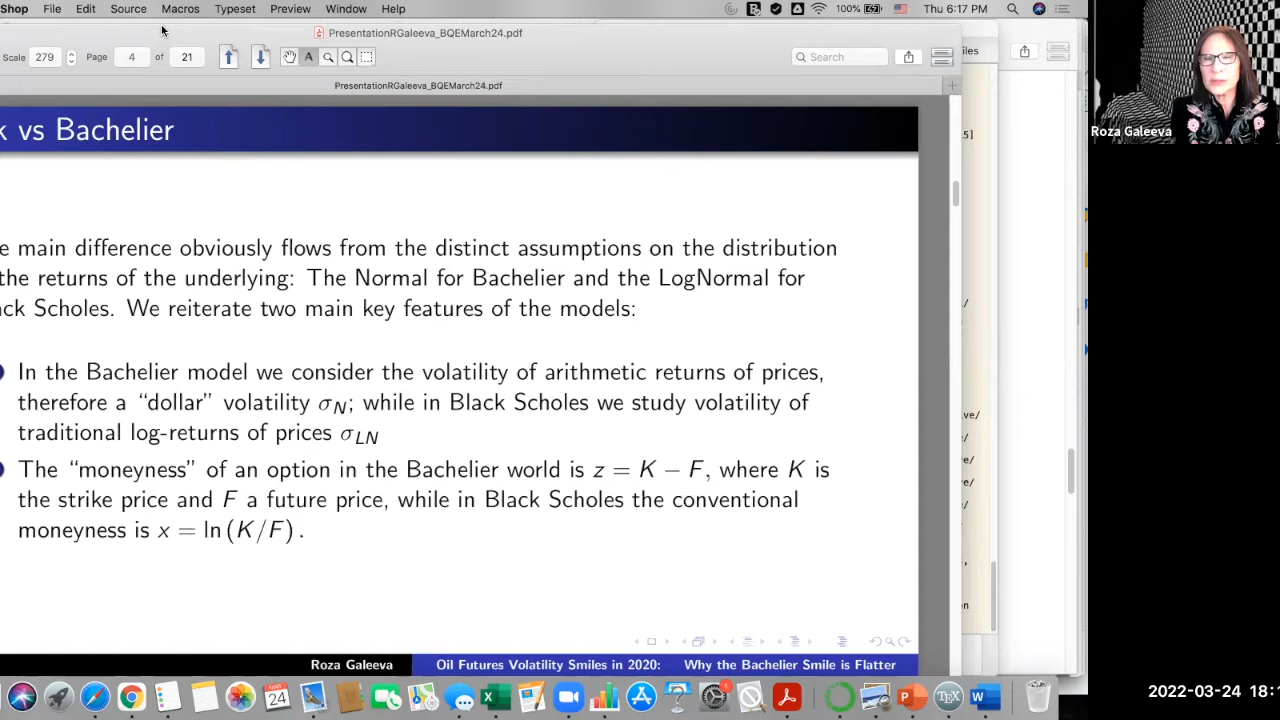 Shop File Edit Source Macros Typeset Preview Window Help 100% Thu 6:17 PM
PresentationRGaleeva_BQEMarch24.pdf
Scale 279 Page 4 of 21 A Search
iles
PresentationRGaleeva_BQEMarch24.pdf
k vs Bachelier
Roza Galeeva
e main difference obviously flows from the distinct assumptions on the distribution
the returns of the underlying: The Normal for Bachelier and the LogNormal for
ck Scholes. We reiterate two main key features of the models:
In the Bachelier model we consider the volatility of arithmetic returns of prices,
therefore a “dollar” volatility σN; while in Black Scholes we study volatility of
traditional log-returns of prices σLN
The “moneyness” of an option in the Bachelier world is z = K − F, where K is
the strike price and F a future price, while in Black Scholes the conventional
moneyness is x = ln (K/F).
Roza Galeeva Oil Futures Volatility Smiles in 2020: Why the Bachelier Smile is Flatter
MAR
24
TEX
2022-03-24 18:1